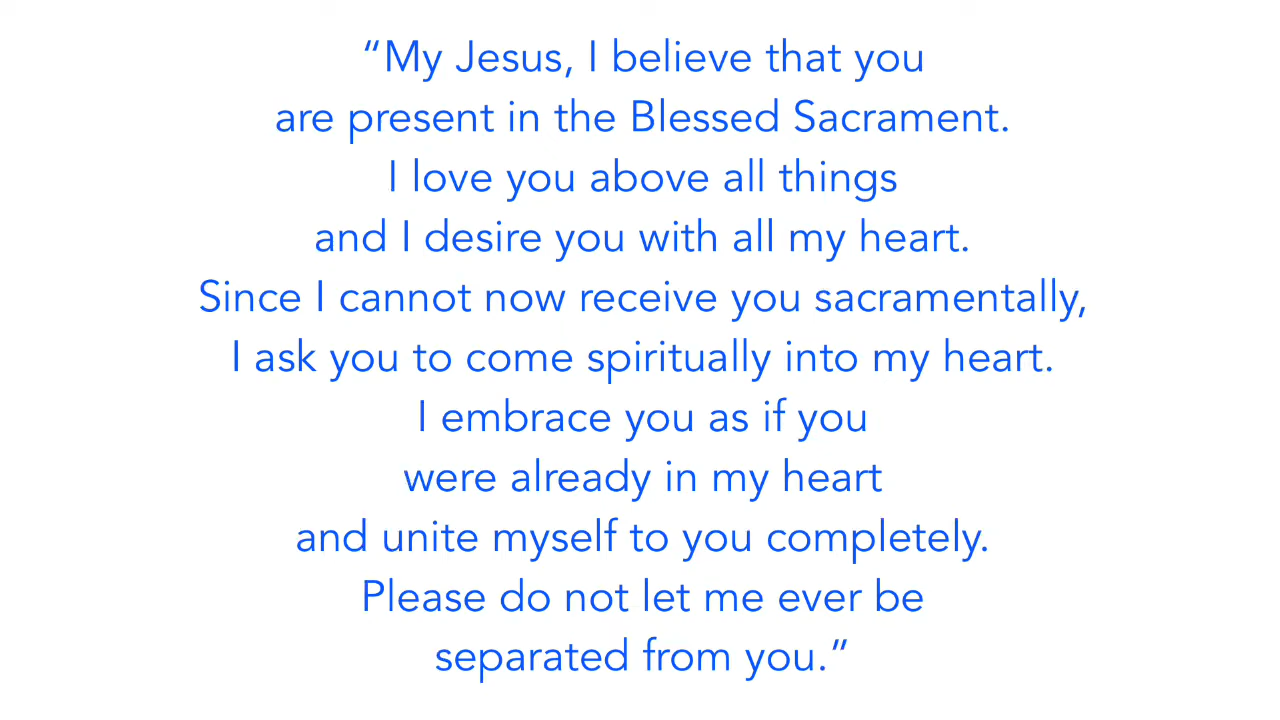 “My Jesus, I believe that you
are present in the Blessed Sacrament.
I love you above all things
and I desire you with all my heart.
Since I cannot now receive you sacramentally,
I ask you to come spiritually into my heart.
I embrace you as if you
were already in my heart
and unite myself to you completely.
Please do not let me ever be
separated from you.”